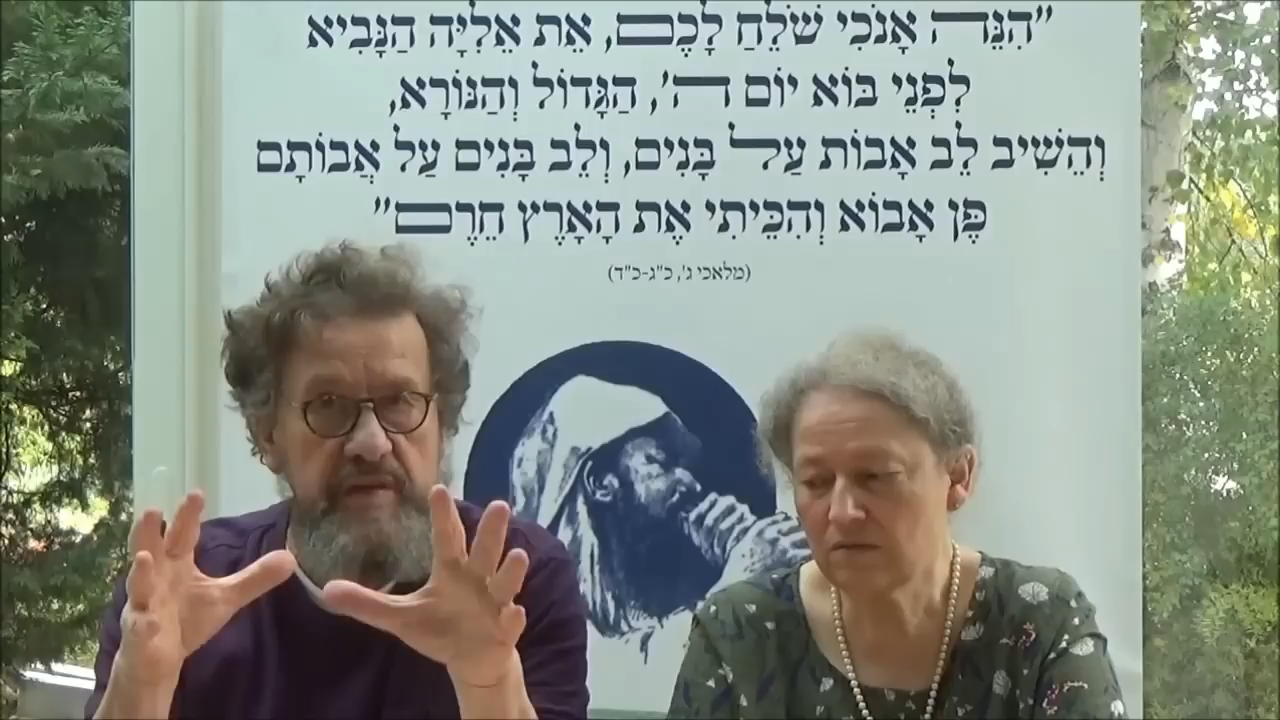 "הִנֵּה אָנֹכִי שֹׁלֵחַ לָכֶם, אֵת אֵלִיָּה הַנָּבִיא
לִפְנֵי בּוֹא יוֹם ה', הַגָּדוֹל וְהַנּוֹרָא,
וְהֵשִׁיב לֵב אָבוֹת עַל בָּנִים, וְלֵב בָּנִים עַל אֲבוֹתָם
פֶּן אָבוֹא וְהִכֵּיתִי אֶת הָאָרֶץ חֵרֶם"
(מלאכי ג', כ"ג-כ"ד)